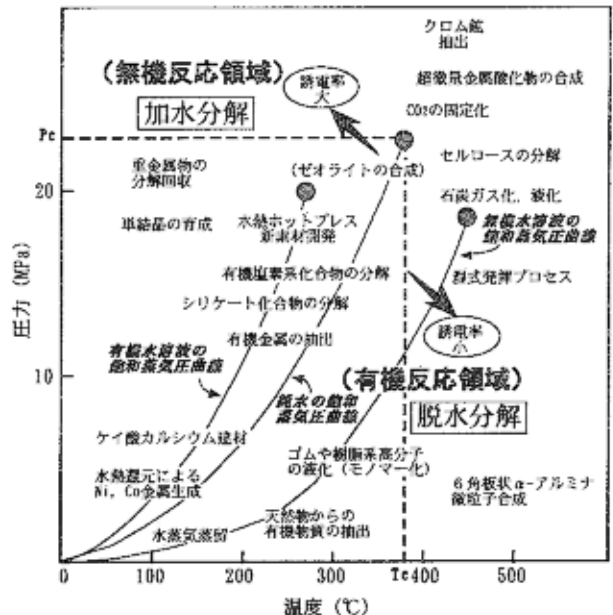 クロム鉱
抽出
(無機反応領域)
誘電率
大
超微量金属酸化物の合成
加水分解
CO2の固定化
Pc
(ゼオライトの合成)
セルロースの分解
重金属物の
分解回収
20
石炭ガス化,液化
単結晶の育成
水熱ホットプレス
新素材開発
無機水溶液の
飽和蒸気圧曲線
有機塩素系化合物の分解
湿式発揮プロセス
シリケート化合物の分解
圧力 (MPa)
有機金属の抽出
誘電率
小
有機水溶液の
飽和蒸気圧曲線
10
(有機反応領域)
純水の飽和
蒸気圧曲線
脱水分解
ケイ酸カルシウム建材
ゴムや樹脂系高分子
の液化(モノマー化)
水熱還元による
Ni, Co金属生成
6角板状α-アルミナ
微粒子合成
天然物からの
有機物質の抽出
水蒸気蒸留
0
100
200
300
Tc
400
500
温度 (℃)